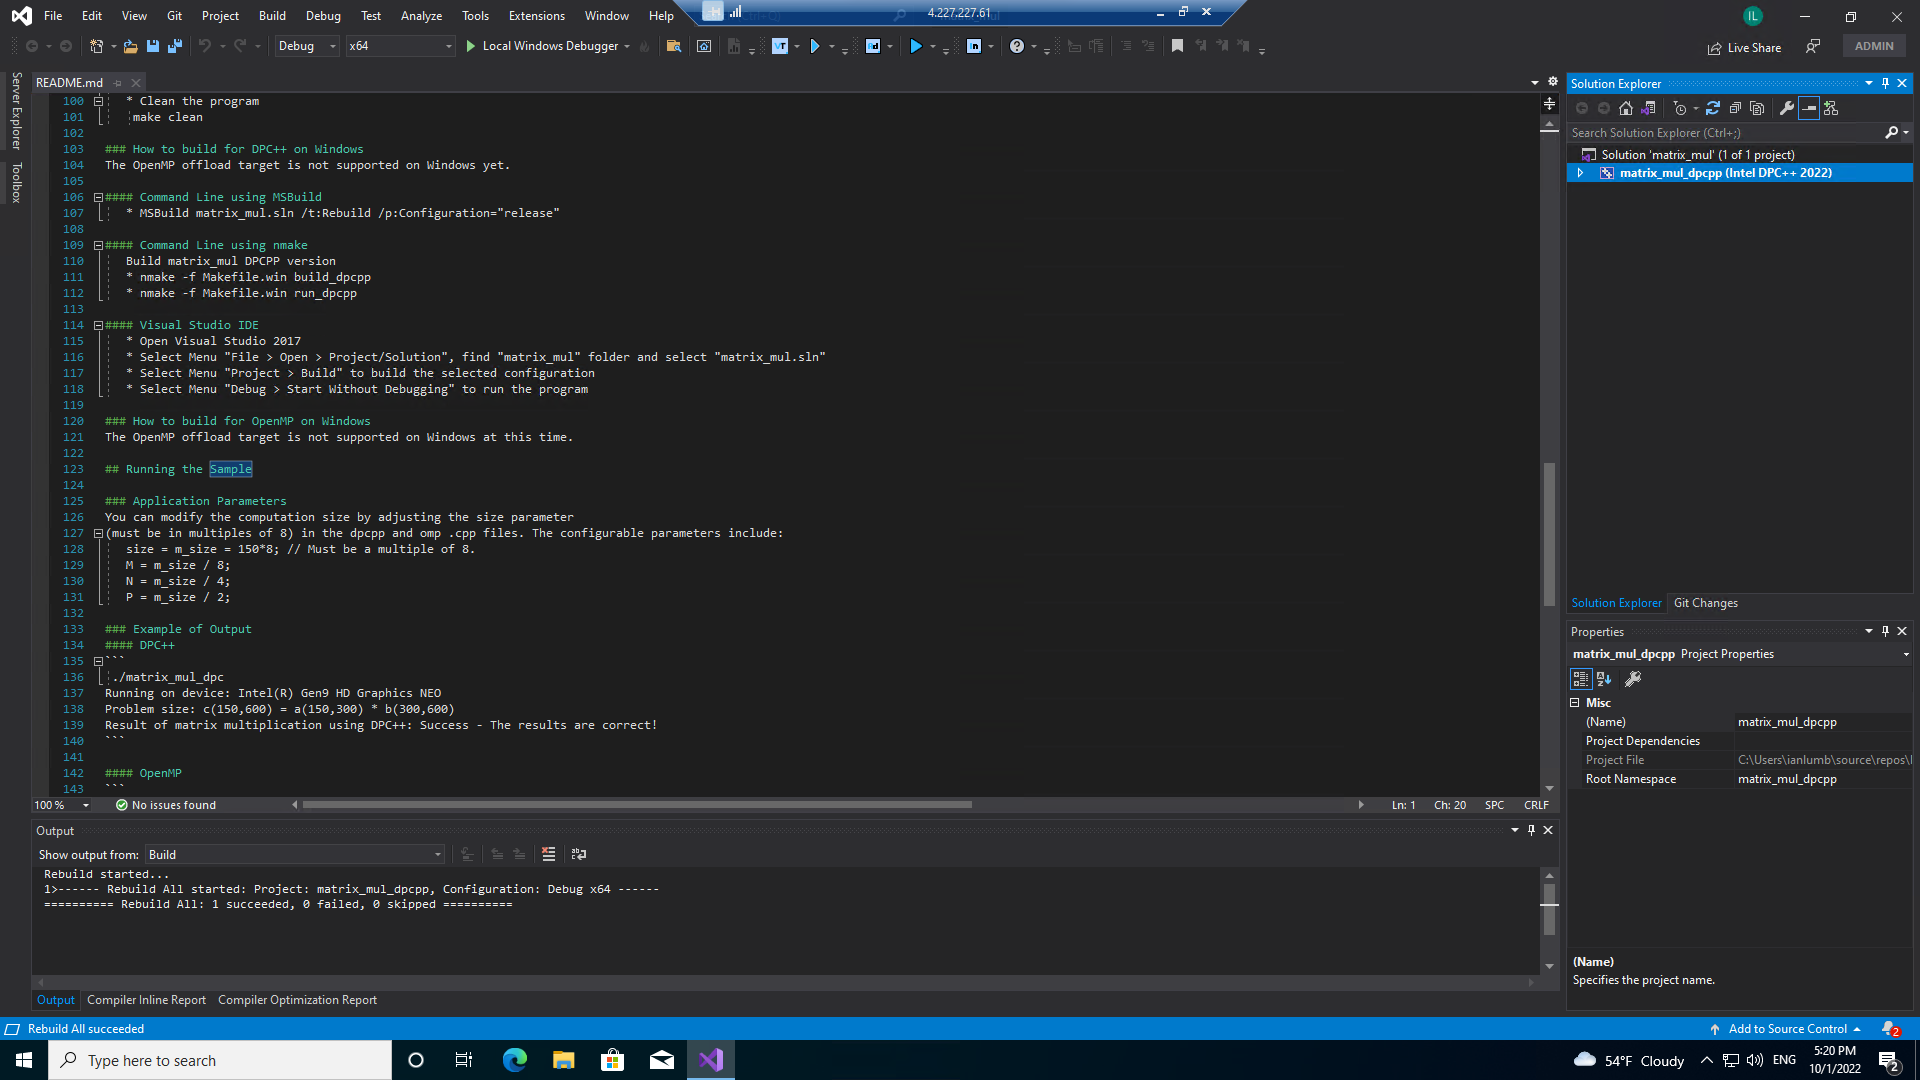 File Edit View Git Project Build Debug Test Analyze Tools Extensions Window Help
4.227.227.61
IL
Debug x64 Local Windows Debugger
Live Share ADMIN
Server Explorer
Toolbox
README.md
100 * Clean the program
101 make clean
102
103 ### How to build for DPC++ on Windows
104 The OpenMP offload target is not supported on Windows yet.
105
106 #### Command Line using MSBuild
107 * MSBuild matrix_mul.sln /t:Rebuild /p:Configuration="release"
108
109 #### Command Line using nmake
110 Build matrix_mul DPCPP version
111 * nmake -f Makefile.win build_dpcpp
112 * nmake -f Makefile.win run_dpcpp
113
114 #### Visual Studio IDE
115 * Open Visual Studio 2017
116 * Select Menu "File > Open > Project/Solution", find "matrix_mul" folder and select "matrix_mul.sln"
117 * Select Menu "Project > Build" to build the selected configuration
118 * Select Menu "Debug > Start Without Debugging" to run the program
119
120 ### How to build for OpenMP on Windows
121 The OpenMP offload target is not supported on Windows at this time.
122
123 ## Running the Sample
124
125 ### Application Parameters
126 You can modify the computation size by adjusting the size parameter
127 (must be in multiples of 8) in the dpcpp and omp .cpp files. The configurable parameters include:
128 size = m_size = 150*8; // Must be a multiple of 8.
129 M = m_size / 8;
130 N = m_size / 4;
131 P = m_size / 2;
132
133 ### Example of Output
134 #### DPC++
135 ```
136 ./matrix_mul_dpc
137 Running on device: Intel(R) Gen9 HD Graphics NEO
138 Problem size: c(150,600) = a(150,300) * b(300,600)
139 Result of matrix multiplication using DPC++: Success - The results are correct!
140 ```
141
142 #### OpenMP
143 ```
100 % No issues found Ln: 1 Ch: 20 SPC CRLF
Output
Show output from: Build
Rebuild started...
1>------ Rebuild All started: Project: matrix_mul_dpcpp, Configuration: Debug x64 ------
========== Rebuild All: 1 succeeded, 0 failed, 0 skipped ==========
Output Compiler Inline Report Compiler Optimization Report
Solution Explorer
Search Solution Explorer (Ctrl+;)
Solution 'matrix_mul' (1 of 1 project)
matrix_mul_dpcpp (Intel DPC++ 2022)
Solution Explorer Git Changes
Properties
matrix_mul_dpcpp Project Properties
Misc
(Name) matrix_mul_dpcpp
Project Dependencies
Project File C:\Users\ianlumb\source\repos\
Root Namespace matrix_mul_dpcpp
(Name)
Specifies the project name.
Rebuild All succeeded Add to Source Control 2
Type here to search
54°F Cloudy ENG
5:20 PM
10/1/2022
2